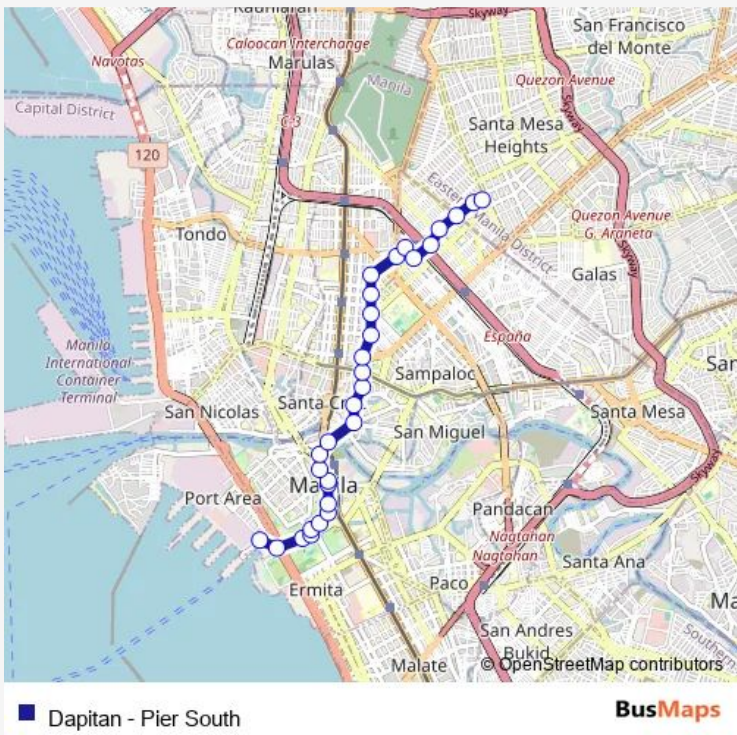 Kaunlaran
Skyway
San Francisco
del Monte
Navotas
Caloocan Interchange
Marulas
Manila
Quezon Avenue
Skyway
Capital District
C-3
Santa Mesa
Heights
120
Eastern Manila District
Tondo
Quezon Avenue
G. Araneta
Skyway
Galas
Manila
International
Container
Terminal
España
Sampaloc
San Nicolas
Santa
Santa Mesa
San Miguel
Port Area
Pandacan
Skyway
Nagtahan
Nagtahan
Santa Ana
Ermita
Paco
San Andres
Bukid
Southern
Malate
© OpenStreetMap contributors
Dapitan - Pier South
BusMaps